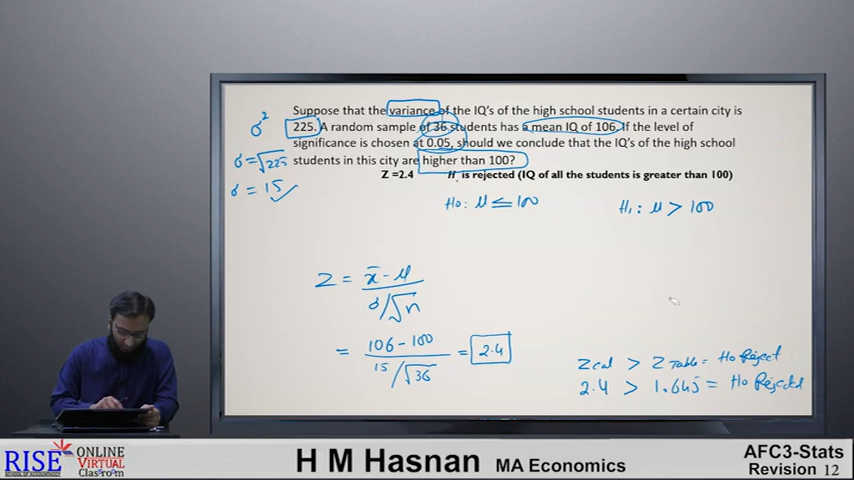 Suppose that the variance of the IQ's of the high school students in a certain city is
225. A random sample of 36 students has a mean IQ of 106. If the level of
significance is chosen at 0.05, should we conclude that the IQ's of the high school
students in this city are higher than 100?
Z =2.4 H. is rejected (IQ of all the students is greater than 100)
σ²
σ = √225
σ = 15 ✓
H0 : μ ≤ 100 H1 : μ > 100
Z = x̄ - μ
σ/√n
= 106 - 100 = 2.4
15/√36
Zcal > Z Table = Ho Reject
2.4 > 1.645 = Ho Rejected
RISE ONLINE
VIRTUAL
Classroom
SCHOOL OF ACCOUNTANCY
H M Hasnan MA Economics
AFC3-Stats
Revision 12